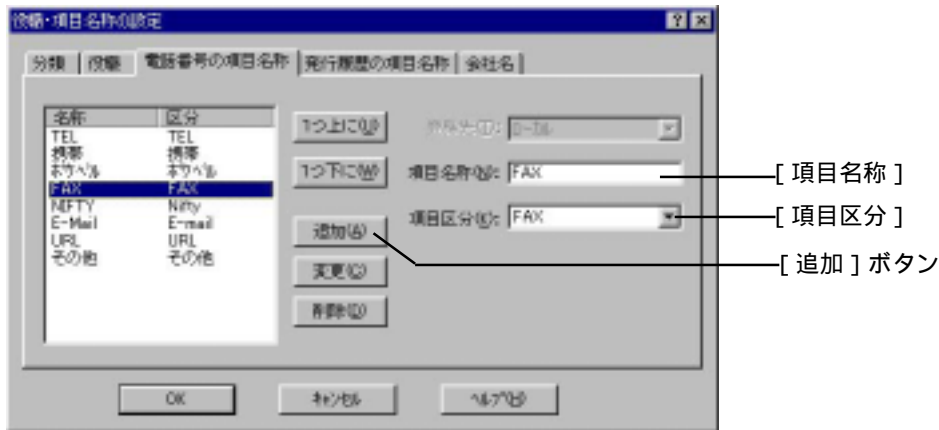 役職・項目名称の設定
分類 役職 電話番号の項目名称 発行履歴の項目名称 会社名
名称 区分
TEL TEL
携帯 携帯
ポケベル ポケベル
FAX FAX
NIFTY Nifty
E-Mail E-mail
URL URL
その他 その他
1つ上に(U)
1つ下に(W)
追加(A)
変更(C)
削除(D)
ローカル
項目名称(N): FAX
項目区分(K): FAX
[ 項目名称 ]
[ 項目区分 ]
[ 追加 ] ボタン
OK キャンセル ヘルプ(H)